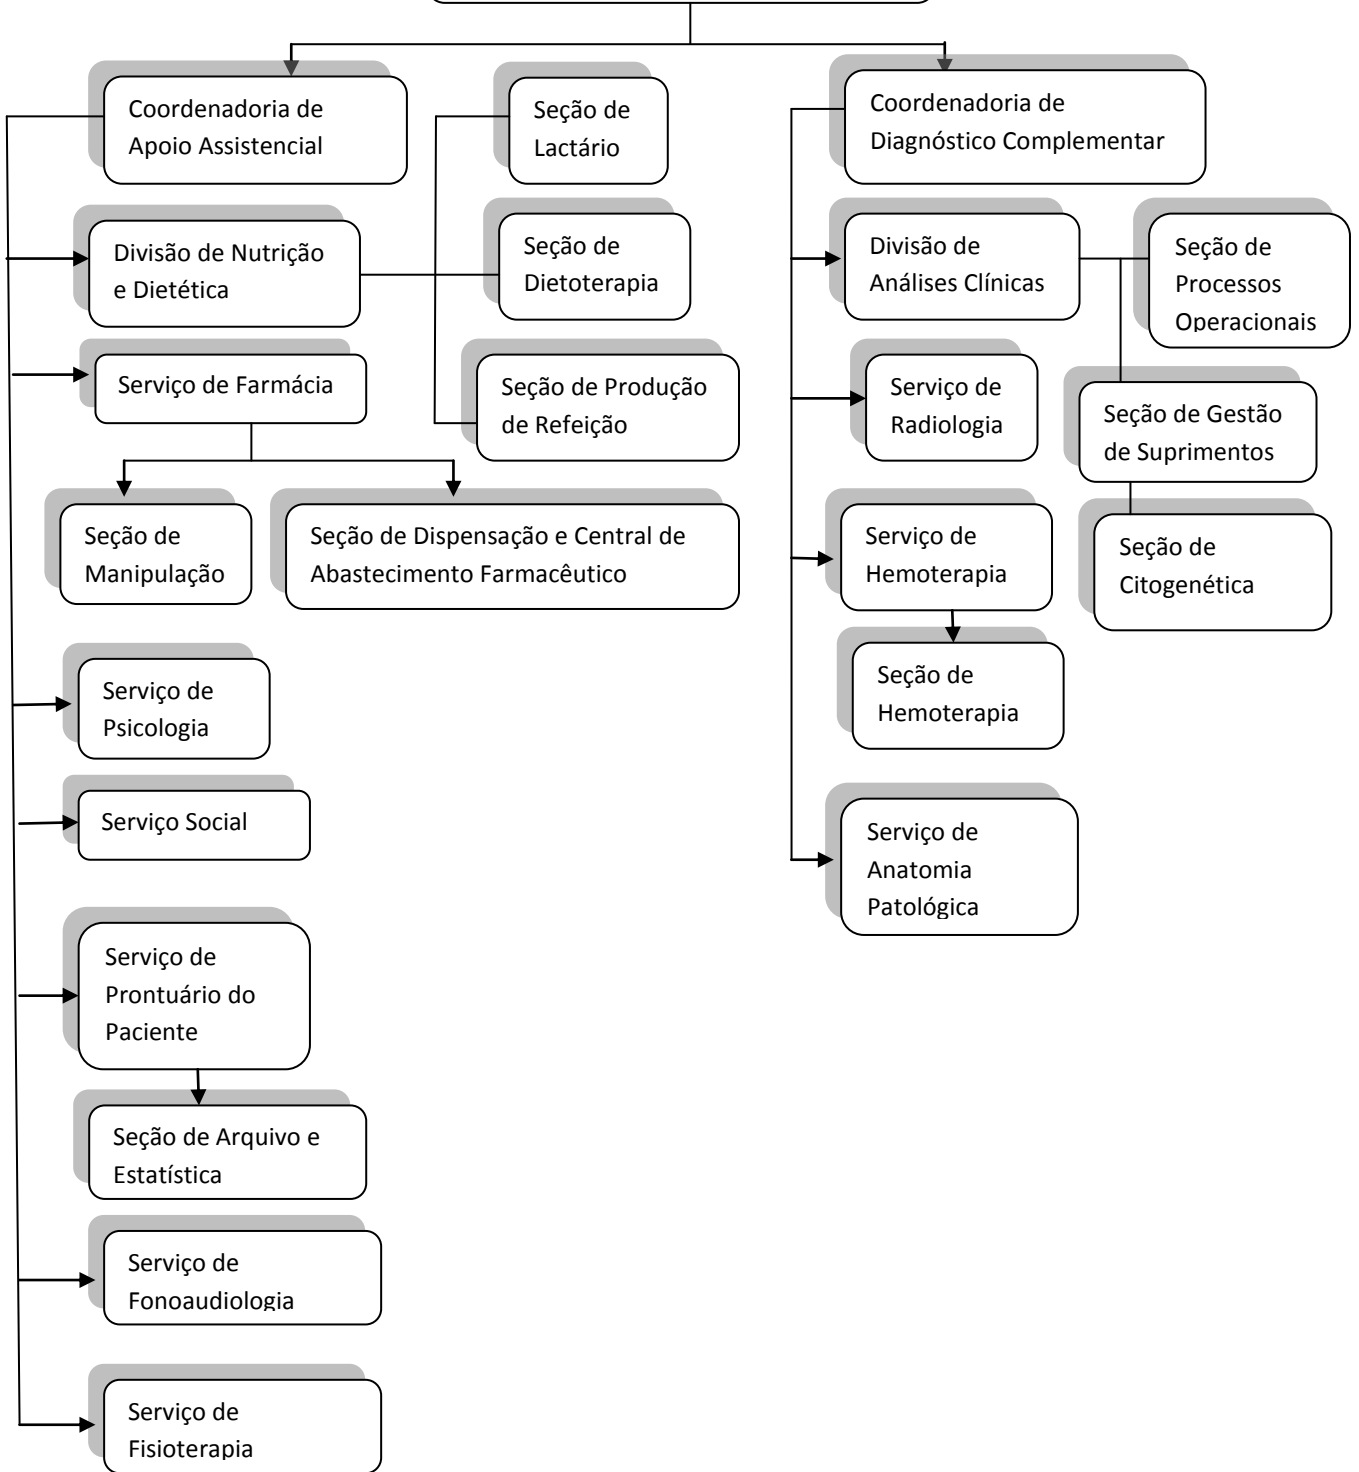 Coordenadoria de
Apoio Assistencial
Seção de
Lactário
Coordenadoria de
Diagnóstico Complementar
Divisão de Nutrição
e Dietética
Seção de
Dietoterapia
Divisão de
Análises Clínicas
Seção de
Processos
Operacionais
Serviço de Farmácia
Seção de Produção
de Refeição
Serviço de
Radiologia
Seção de Gestão
de Suprimentos
Seção de
Manipulação
Seção de Dispensação e Central de
Abastecimento Farmacêutico
Serviço de
Hemoterapia
Seção de
Citogenética
Serviço de
Psicologia
Seção de
Hemoterapia
Serviço Social
Serviço de
Anatomia
Patológica
Serviço de
Prontuário do
Paciente
Seção de Arquivo e
Estatística
Serviço de
Fonoaudiologia
Serviço de
Fisioterapia